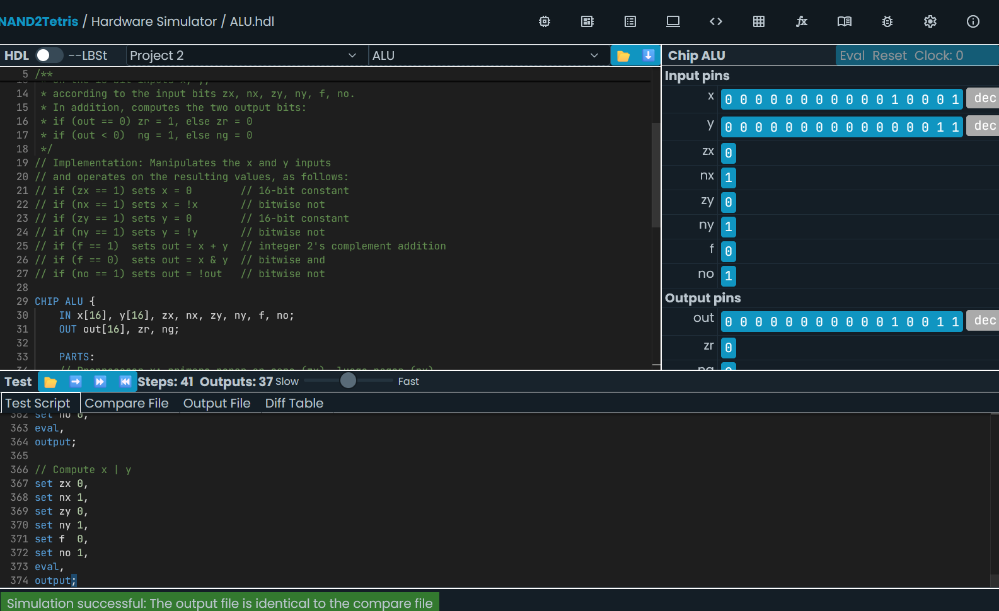 NAND2Tetris / Hardware Simulator / ALU.hdl
HDL --LBSt Project 2 ALU
5 /**
14 * according to the input bits zx, nx, zy, ny, f, no.
15 * In addition, computes the two output bits:
16 * if (out == 0) zr = 1, else zr = 0
17 * if (out < 0)  ng = 1, else ng = 0
18 */
19 // Implementation: Manipulates the x and y inputs
20 // and operates on the resulting values, as follows:
21 // if (zx == 1) sets x = 0        // 16-bit constant
22 // if (nx == 1) sets x = !x       // bitwise not
23 // if (zy == 1) sets y = 0        // 16-bit constant
24 // if (ny == 1) sets y = !y       // bitwise not
25 // if (f == 1)  sets out = x + y  // integer 2's complement addition
26 // if (f == 0)  sets out = x & y  // bitwise and
27 // if (no == 1) sets out = !out   // bitwise not
28
29 CHIP ALU {
30     IN x[16], y[16], zx, nx, zy, ny, f, no;
31     OUT out[16], zr, ng;
32
33     PARTS:
Chip ALU Eval Reset Clock: 0
Input pins
x 0 0 0 0 0 0 0 0 0 0 0 1 0 0 0 1 dec
y 0 0 0 0 0 0 0 0 0 0 0 0 0 0 1 1 dec
zx 0
nx 1
zy 0
ny 1
f 0
no 1
Output pins
out 0 0 0 0 0 0 0 0 0 0 0 1 0 0 1 1 dec
zr 0
Test Steps: 41 Outputs: 37 Slow Fast
Test Script Compare File Output File Diff Table
362 set no 0,
363 eval,
364 output;
365
366 // Compute x | y
367 set zx 0,
368 set nx 1,
369 set zy 0,
370 set ny 1,
371 set f  0,
372 set no 1,
373 eval,
374 output;
Simulation successful: The output file is identical to the compare file